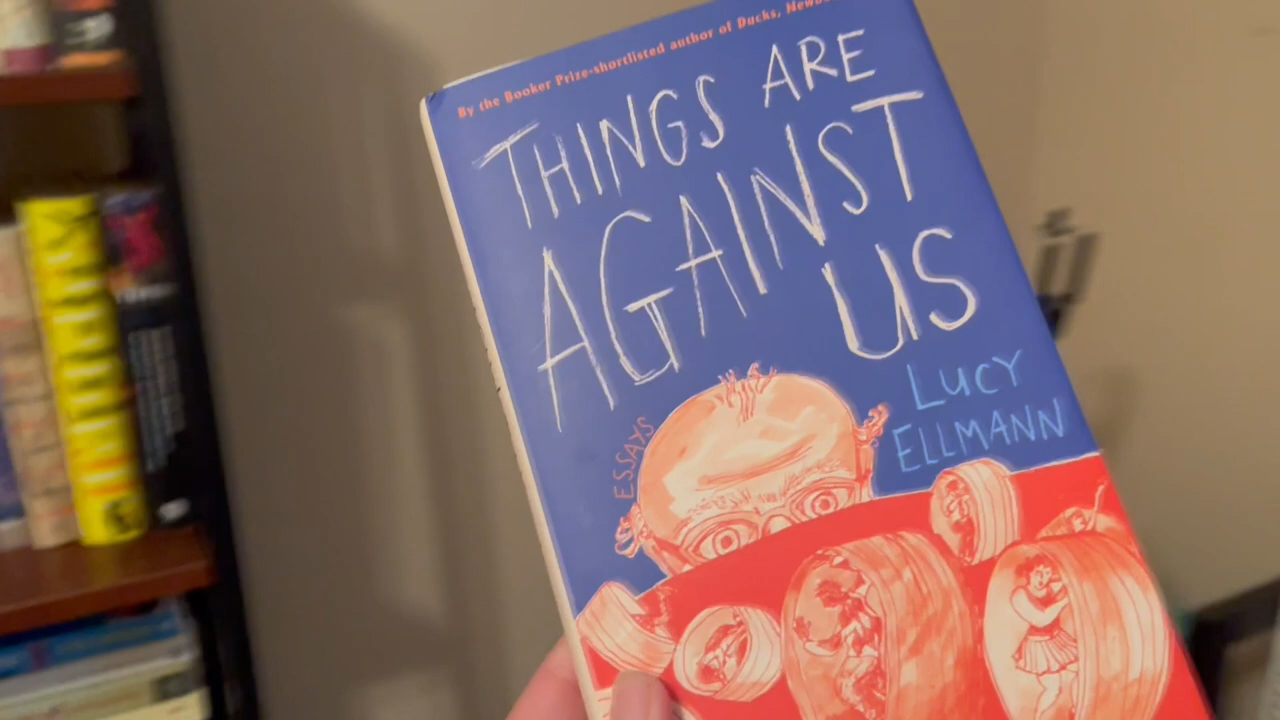 By the Booker Prize-shortlisted author of Ducks,
THINGS ARE
AGAINST
US
LUCY
ELLMANN
ESSAYS